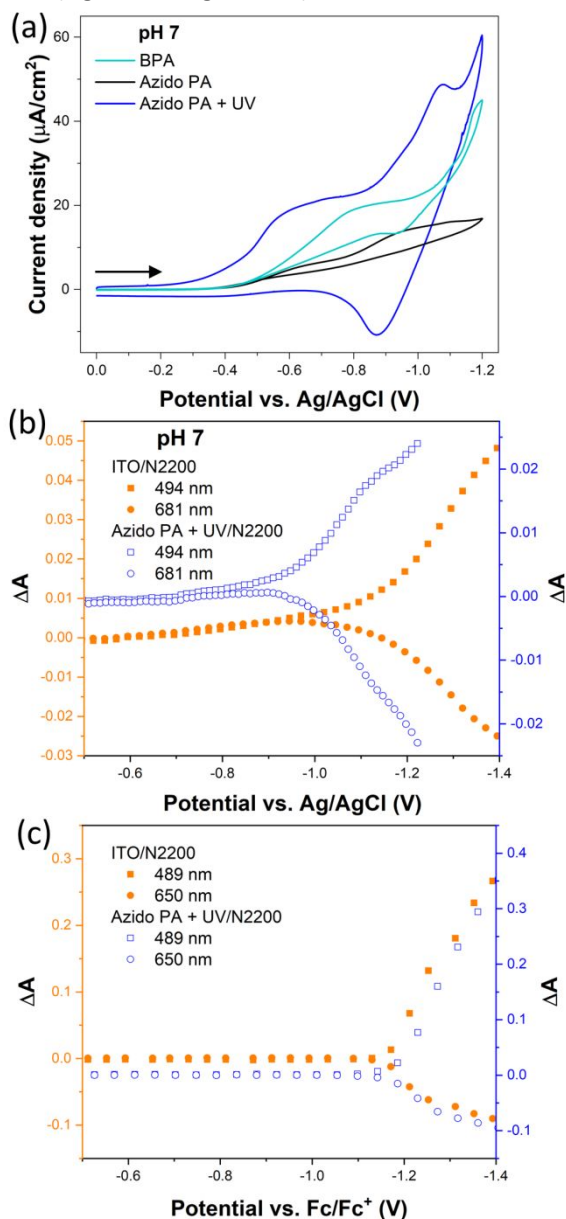 (a)
pH 7
BPA
Azido PA
Azido PA + UV
Current density (μA/cm²)
60
40
20
0
0.0 -0.2 -0.4 -0.6 -0.8 -1.0 -1.2
Potential vs. Ag/AgCl (V)
(b)
pH 7
ITO/N2200
494 nm
681 nm
Azido PA + UV/N2200
494 nm
681 nm
ΔA
0.05
0.04
0.03
0.02
0.01
0.00
-0.01
-0.02
-0.03
0.02
0.01
0.00
-0.01
-0.02
ΔA
-0.6 -0.8 -1.0 -1.2 -1.4
Potential vs. Ag/AgCl (V)
(c)
ITO/N2200
489 nm
650 nm
Azido PA + UV/N2200
489 nm
650 nm
ΔA
0.3
0.2
0.1
0.0
-0.1
0.4
0.3
0.2
0.1
0.0
-0.1
ΔA
-0.6 -0.8 -1.0 -1.2 -1.4
Potential vs. Fc/Fc⁺ (V)